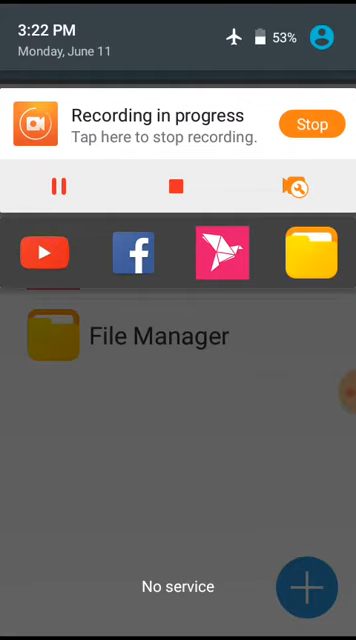 3:22 PM
53%
Monday, June 11
Recording in progress
Stop
Tap here to stop recording.
File Manager
No service